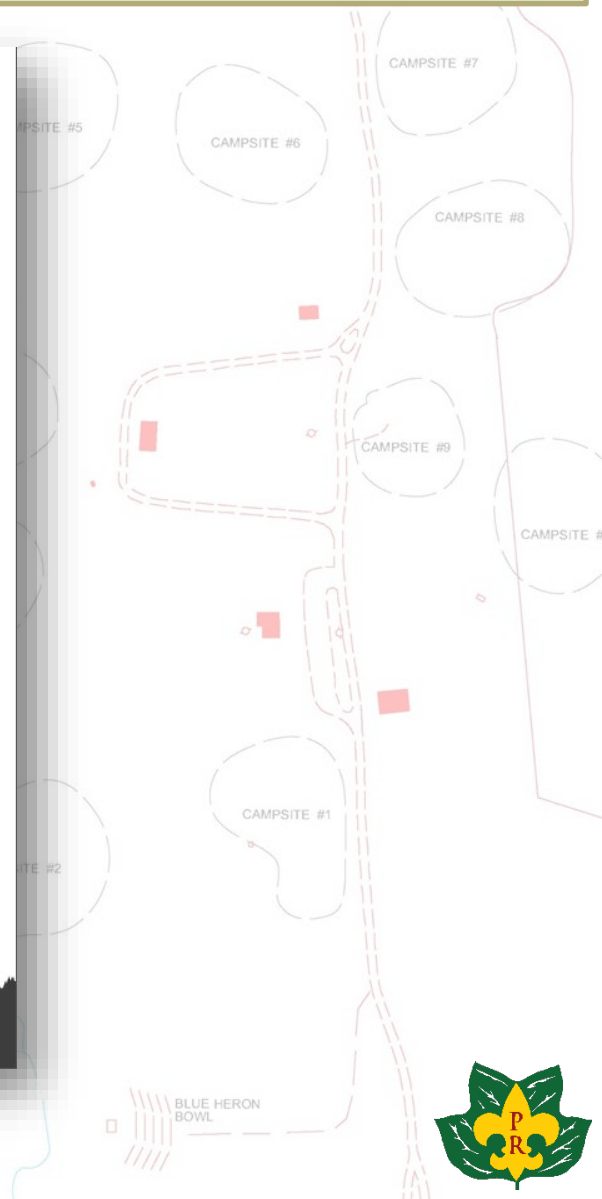 CAMPSITE #7
MPSITE #5
CAMPSITE #6
CAMPSITE #8
CAMPSITE #9
CAMPSITE #
CAMPSITE #1
ITE #2
BLUE HERON
BOWL
P
R